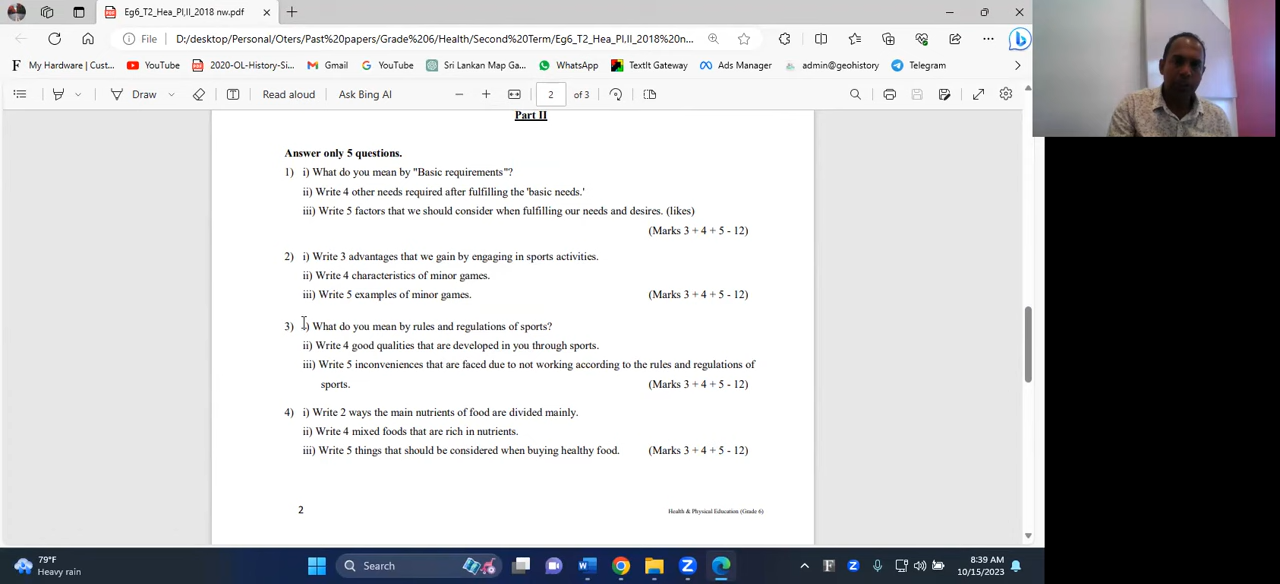 Eg6_T2_Hea_PI,II_2018 nw.pdf
File D:/desktop/Personal/Oters/Past%20papers/Grade%206/Health/Second%20Term/Eg6_T2_Hea_PI,II_2018%20n...
F My Hardware | Cust... YouTube 2020-OL-History-Si... Gmail YouTube Sri Lankan Map Ga... WhatsApp TextIt Gateway Ads Manager admin@geohistory Telegram
Draw Read aloud Ask Bing AI 2 of 3
Part II
Answer only 5 questions.
1) i) What do you mean by "Basic requirements"?
ii) Write 4 other needs required after fulfilling the 'basic needs.'
iii) Write 5 factors that we should consider when fulfilling our needs and desires. (likes)
(Marks 3 + 4 + 5 - 12)
2) i) Write 3 advantages that we gain by engaging in sports activities.
ii) Write 4 characteristics of minor games.
iii) Write 5 examples of minor games. (Marks 3 + 4 + 5 - 12)
3) i) What do you mean by rules and regulations of sports?
ii) Write 4 good qualities that are developed in you through sports.
iii) Write 5 inconveniences that are faced due to not working according to the rules and regulations of
sports. (Marks 3 + 4 + 5 - 12)
4) i) Write 2 ways the main nutrients of food are divided mainly.
ii) Write 4 mixed foods that are rich in nutrients.
iii) Write 5 things that should be considered when buying healthy food. (Marks 3 + 4 + 5 - 12)
2 Health & Physical Education (Grade 6)
79°F
Heavy rain
Search
8:39 AM
10/15/2023